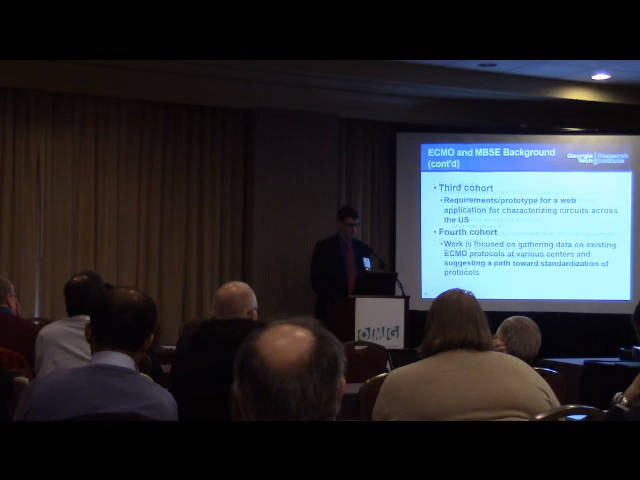 ECMO and MBSE Background
(cont'd)
Georgia Tech Research Institute
• Third cohort
• Requirements/prototype for a web
application for characterizing circuits across
the US
• Fourth cohort
• Work is focused on gathering data on existing
ECMO protocols at various centers and
suggesting a path toward standardization of
protocols
OMG